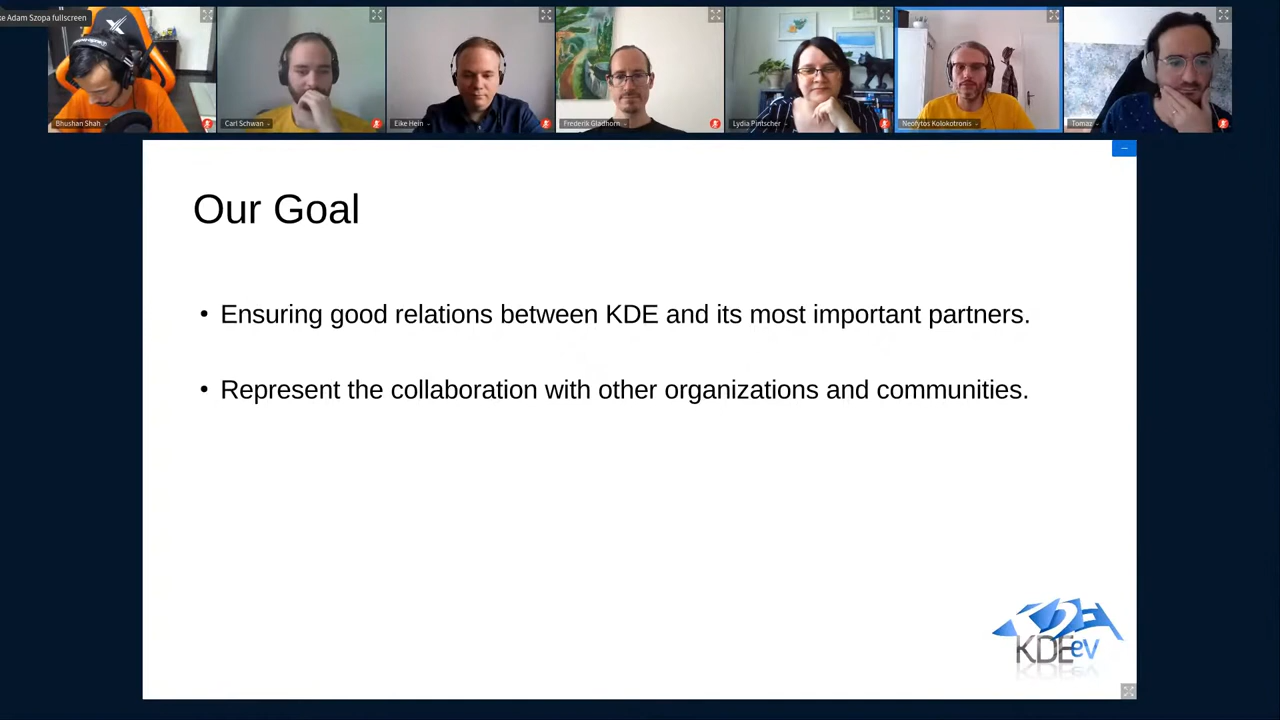 ke Adam Szopa fullscreen
Bhushan Shah
Carl Schwan
Eike Hein
Frederik Gladhorn
Lydia Pintscher
Neofytos Kolokotronis
Tomaz
Our Goal
• Ensuring good relations between KDE and its most important partners.
• Represent the collaboration with other organizations and communities.
KDE
KDE eV